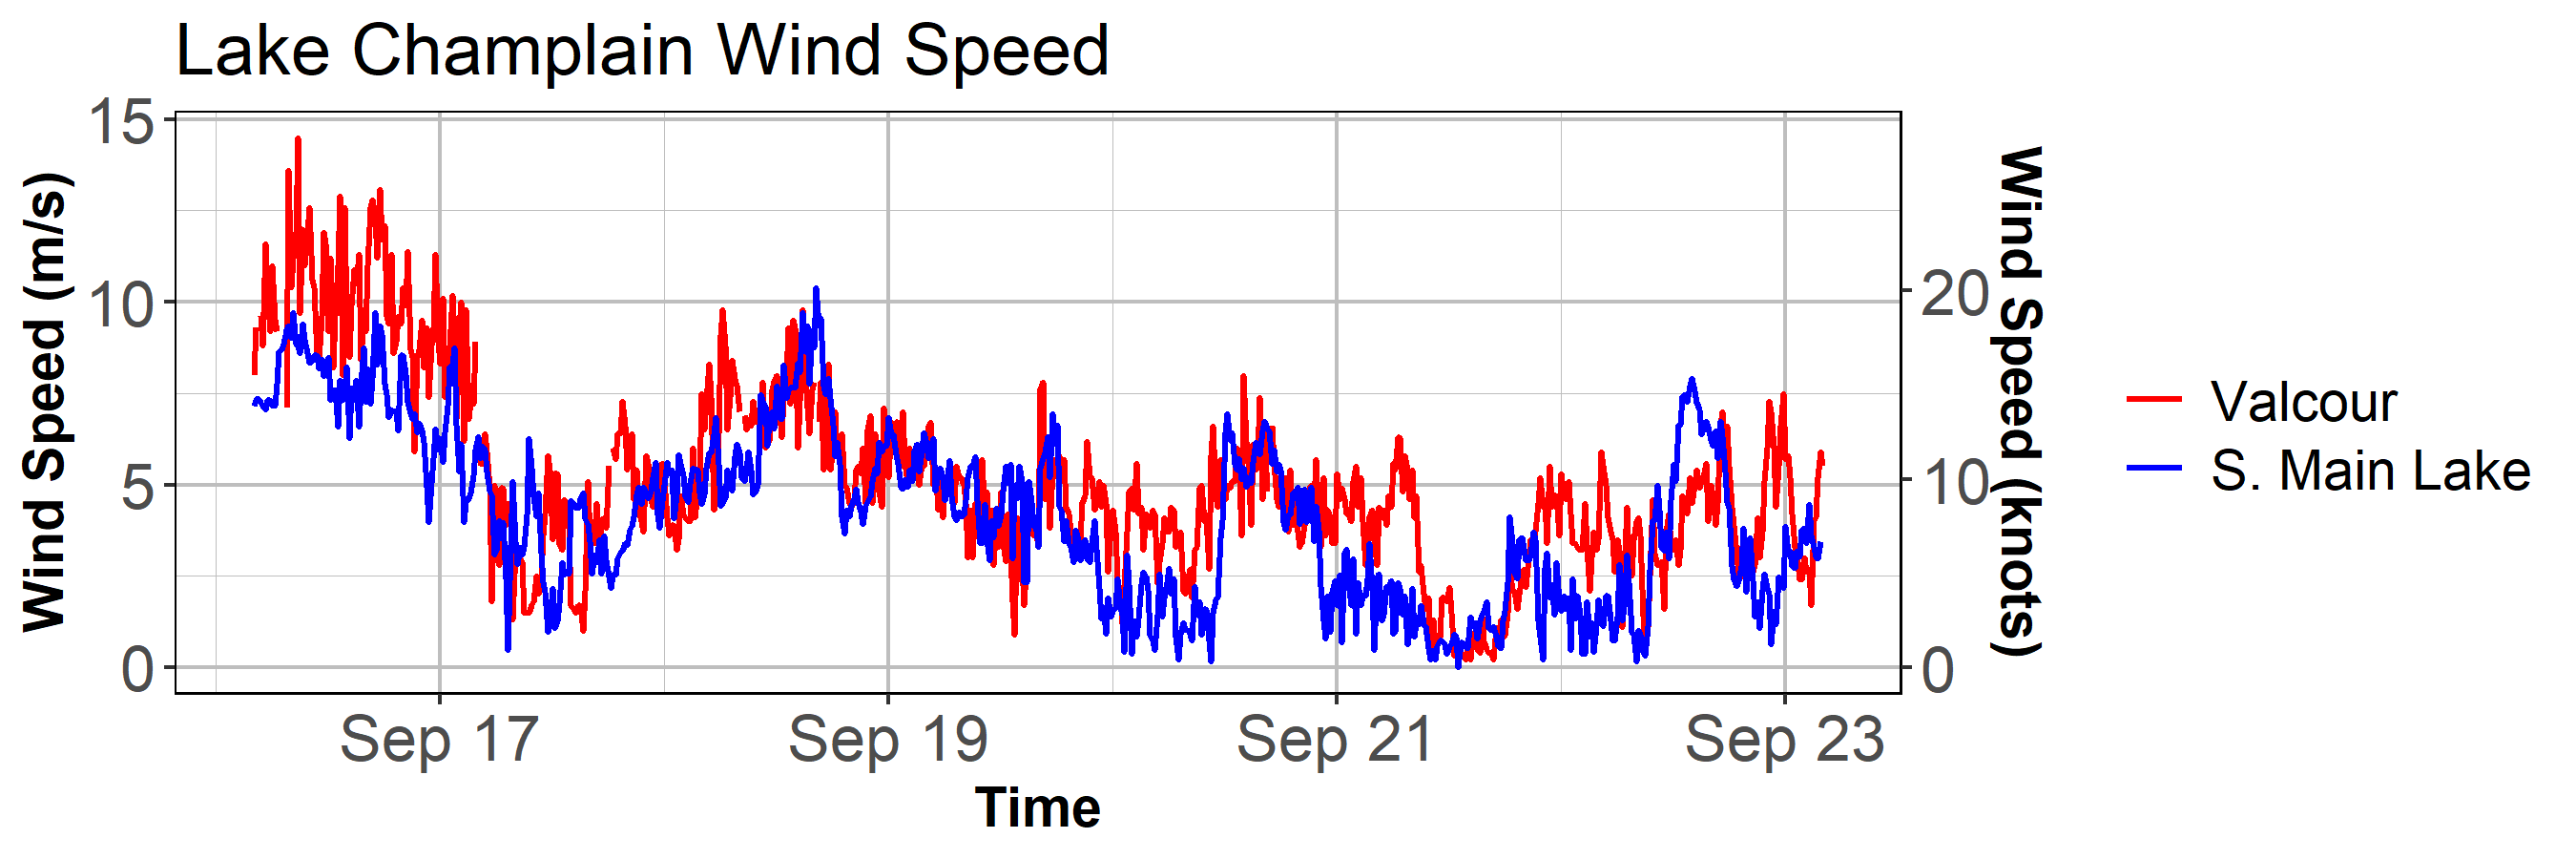 Lake Champlain Wind Speed
Wind Speed (m/s)
15
10
5
0
Sep 17
Sep 19
Sep 21
Sep 23
Time
20
10
0
Wind Speed (knots)
Valcour
S. Main Lake